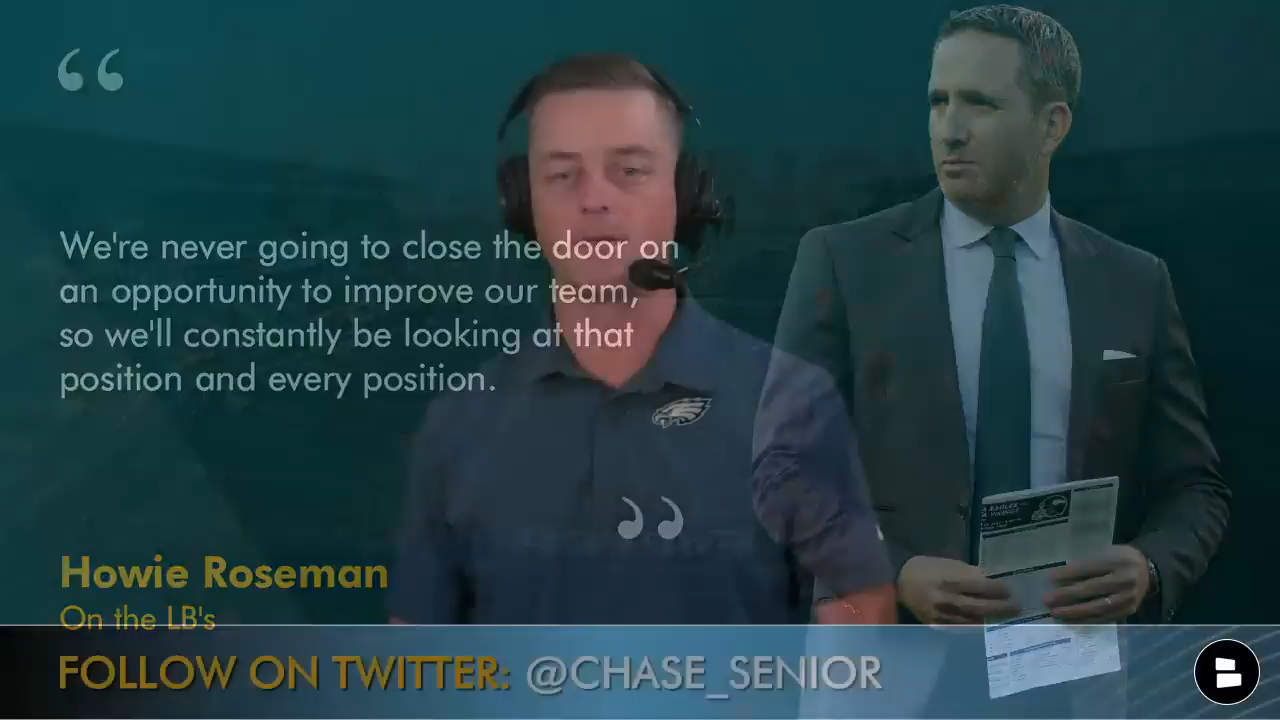 We're never going to close the door on
an opportunity to improve our team,
so we'll constantly be looking at that
position and every position.
Howie Roseman
On the LB's
FOLLOW ON TWITTER: @CHASE_SENIOR